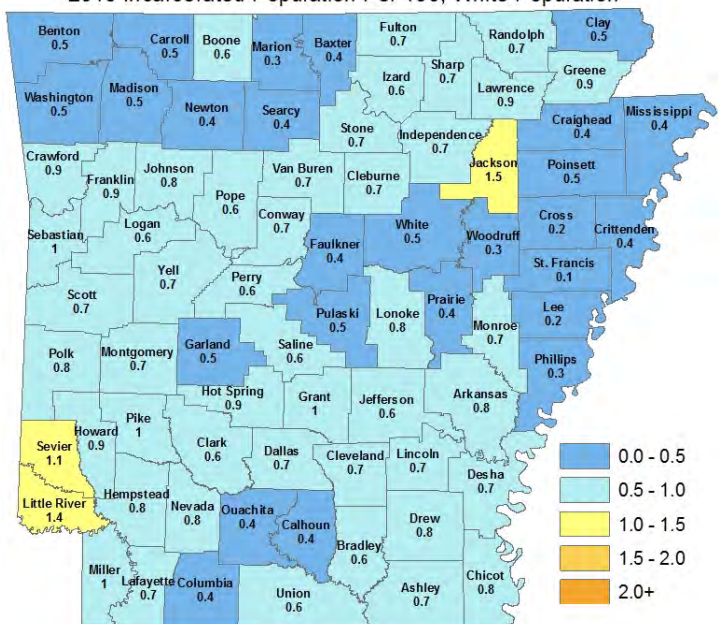 Benton
0.5
Carroll
0.5
Boone
0.6
Marion
0.3
Baxter
0.4
Fulton
0.7
Randolph
0.7
Clay
0.5
Washington
0.5
Madison
0.5
Newton
0.4
Searcy
0.4
Izard
0.6
Sharp
0.7
Lawrence
0.9
Greene
0.9
Stone
0.7
Independence
0.7
Jackson
1.5
Craighead
0.4
Mississippi
0.4
Poinsett
0.5
Crawford
0.9
Franklin
0.9
Johnson
0.8
Pope
0.6
Van Buren
0.7
Cleburne
0.7
Conway
0.7
Sebastian
1
Logan
0.6
Faulkner
0.4
White
0.5
Woodruff
0.3
Cross
0.2
Crittenden
0.4
St. Francis
0.1
Scott
0.7
Yell
0.7
Perry
0.6
Pulaski
0.5
Lonoke
0.8
Prairie
0.4
Monroe
0.7
Lee
0.2
Phillips
0.3
Polk
0.8
Montgomery
0.7
Garland
0.5
Saline
0.6
Hot Spring
0.9
Grant
1
Jefferson
0.6
Arkansas
0.8
Sevier
1.1
Howard
0.9
Pike
1
Clark
0.6
Dallas
0.7
Cleveland
0.7
Lincoln
0.7
Desha
0.7
Little River
1.4
Hempstead
0.8
Nevada
0.8
Ouachita
0.4
Calhoun
0.4
Bradley
0.6
Drew
0.8
Miller
1
Lafayette
0.7
Columbia
0.4
Union
0.6
Ashley
0.7
Chicot
0.8
0.0 - 0.5
0.5 - 1.0
1.0 - 1.5
1.5 - 2.0
2.0+